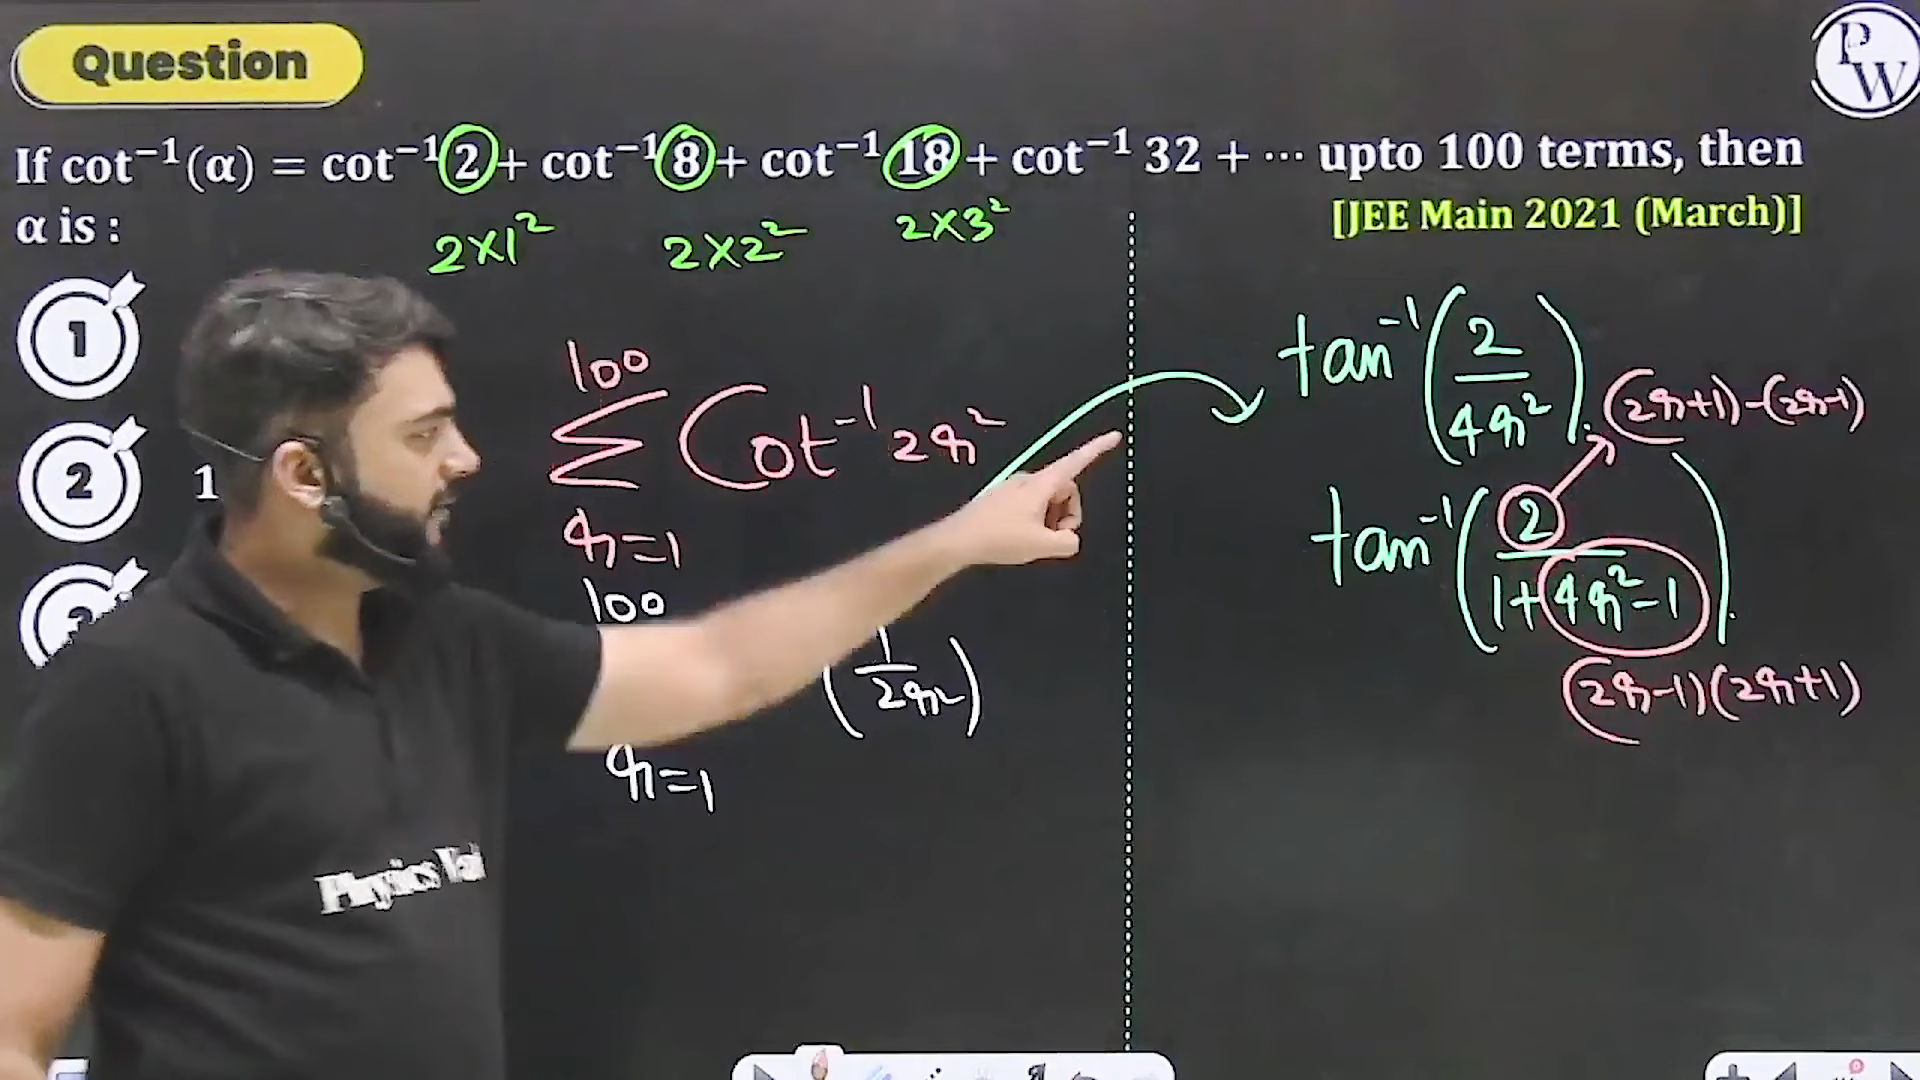 Question
PW
If cot⁻¹(α) = cot⁻¹ 2 + cot⁻¹ 8 + cot⁻¹ 18 + cot⁻¹ 32 + ⋯ upto 100 terms, then
α is :
[JEE Main 2021 (March)]
2×1² 2×2² 2×3²
1
2 1
3
100
∑ Cot⁻¹ 2r²
r=1
100
(1/2r²)
r=1
tan⁻¹(2/4r²).
(2r+1)-(2r-1)
tan⁻¹(2/(1+4r²-1)).
(2r-1)(2r+1)
Physics